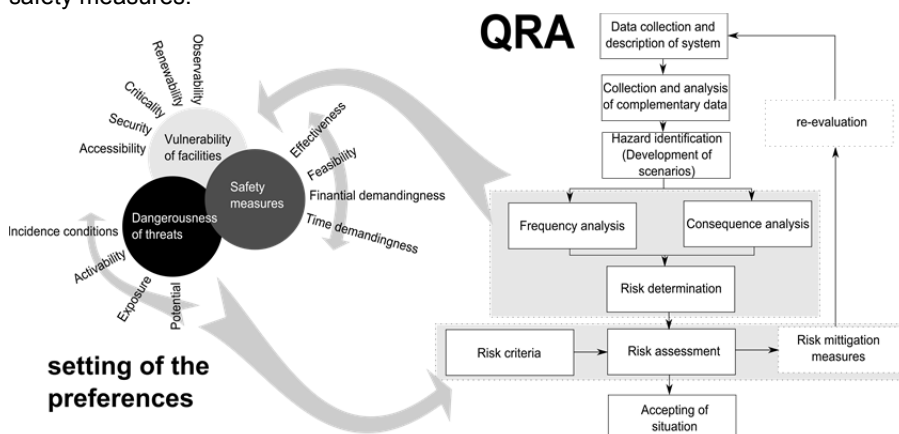 safety measures.
QRA
Data collection and
description of system
Collection and analysis
of complementary data
re-evaluation
Hazard identification
(Development of
scenarios)
Frequency analysis
Consequence analysis
Risk determination
Risk criteria
Risk assessment
Risk mittigation
measures
Accepting of
situation
Observability
Renewability
Criticality
Security
Accessibility
Vulnerability
of facilities
Effectiveness
Feasibility
Finantial demandingness
Time demandingness
Safety
measures
Dangerousness
of threats
Incidence conditions
Activability
Exposure
Potential
setting of the
preferences